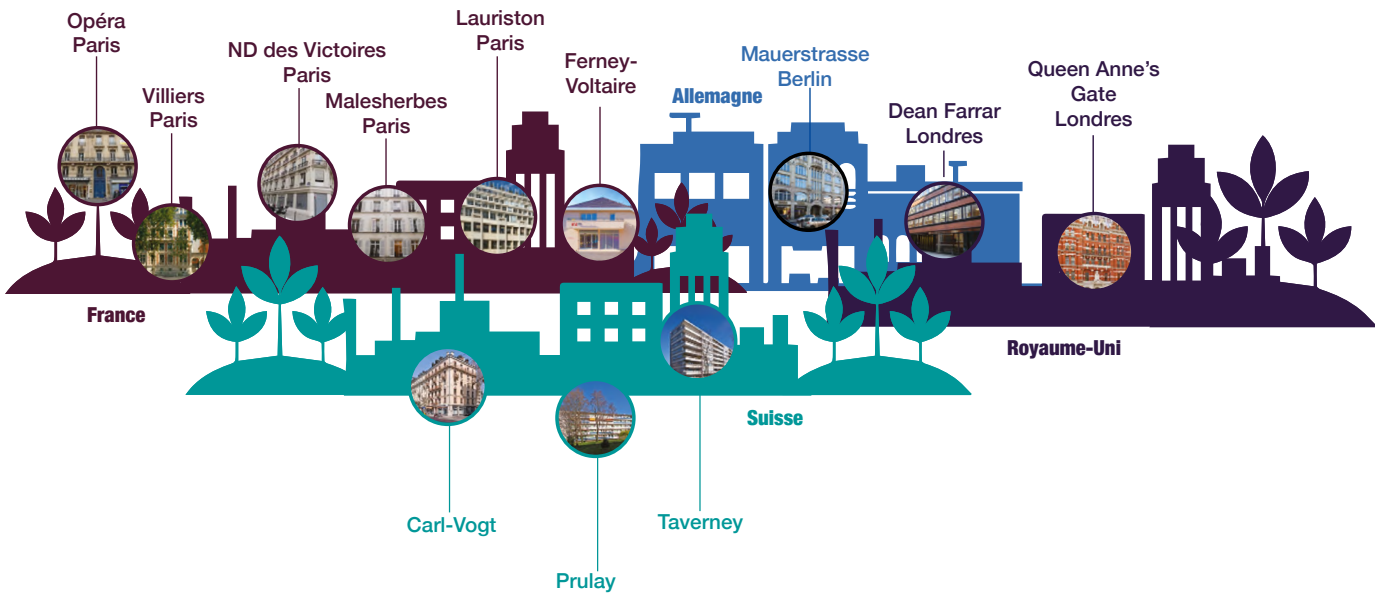 Opéra
Paris
Villiers
Paris
ND des Victoires
Paris
Malesherbes
Paris
Lauriston
Paris
Ferney-
Voltaire
Allemagne
Mauerstrasse
Berlin
Dean Farrar
Londres
Queen Anne's
Gate
Londres
France
Royaume-Uni
Suisse
Carl-Vogt
Prulay
Taverney